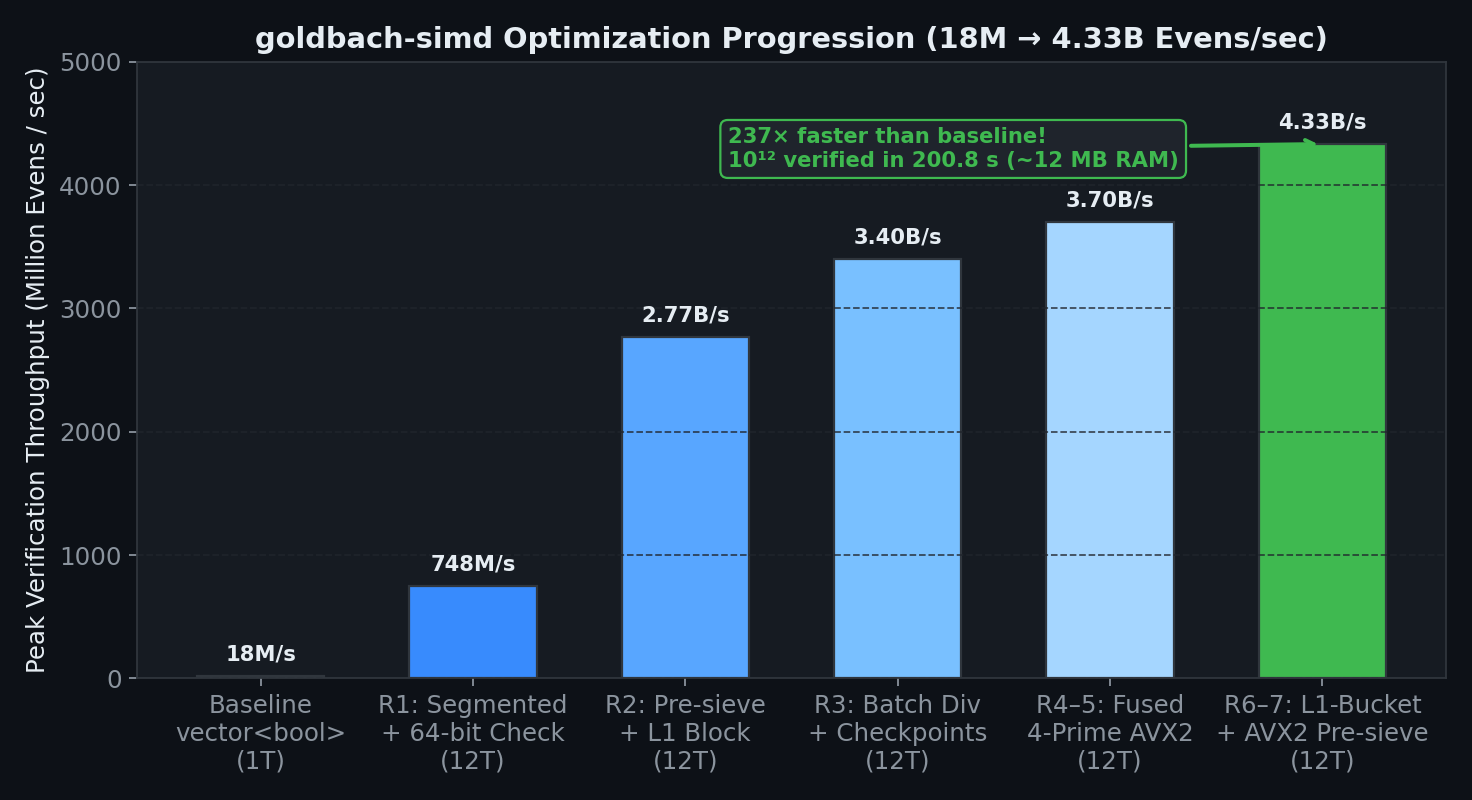 goldbach-simd Optimization Progression (18M → 4.33B Evens/sec)
Peak Verification Throughput (Million Evens / sec)
5000
4000
3000
2000
1000
0
237× faster than baseline!
10¹² verified in 200.8 s (~12 MB RAM)
18M/s
748M/s
2.77B/s
3.40B/s
3.70B/s
4.33B/s
Baseline
vector<bool>
(1T)
R1: Segmented
+ 64-bit Check
(12T)
R2: Pre-sieve
+ L1 Block
(12T)
R3: Batch Div
+ Checkpoints
(12T)
R4–5: Fused
4-Prime AVX2
(12T)
R6–7: L1-Bucket
+ AVX2 Pre-sieve
(12T)